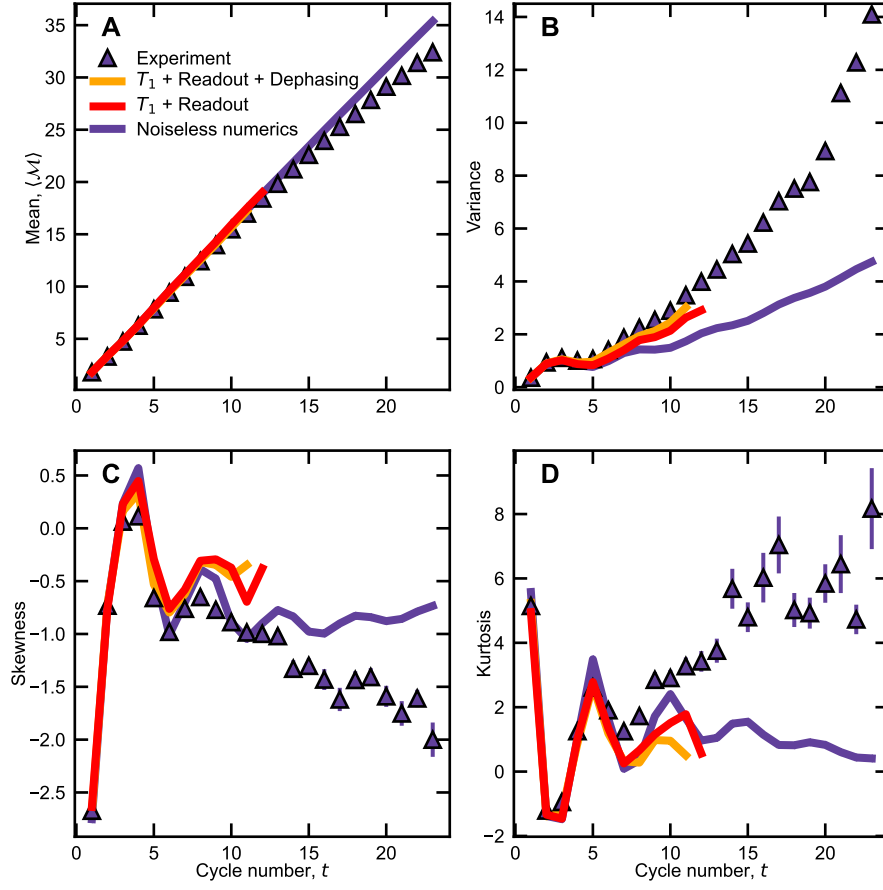 A
35
30
25
20
15
10
5
Mean, ⟨ℳ⟩
Experiment
T₁ + Readout + Dephasing
T₁ + Readout
Noiseless numerics
0 5 10 15 20
B
14
12
10
8
6
4
2
0
Variance
0 5 10 15 20
C
0.5
0.0
−0.5
−1.0
−1.5
−2.0
−2.5
Skewness
0 5 10 15 20
Cycle number, t
D
8
6
4
2
0
−2
Kurtosis
0 5 10 15 20
Cycle number, t